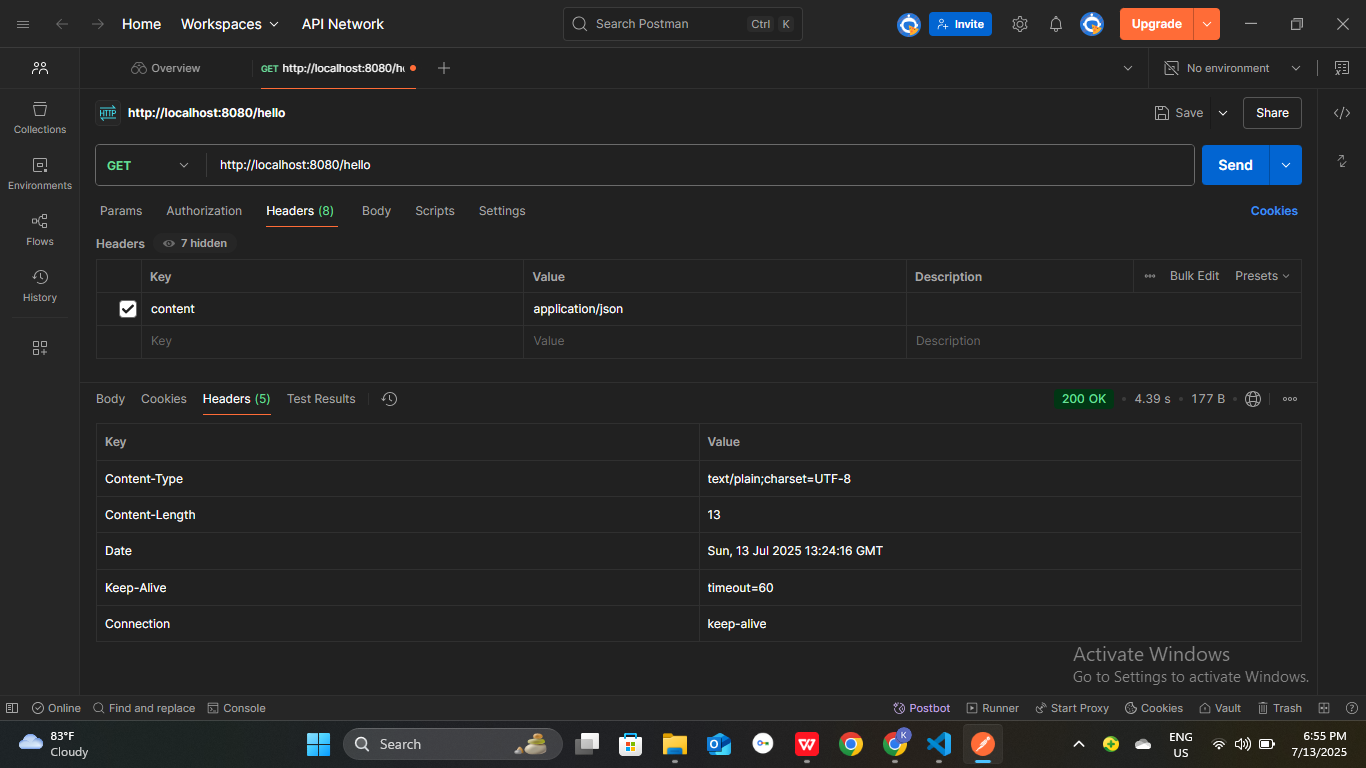 Home Workspaces API Network Search Postman Ctrl K Invite Upgrade
Overview GET http://localhost:8080/he No environment
HTTP http://localhost:8080/hello Save Share
Collections
GET http://localhost:8080/hello Send
Environments
Params Authorization Headers (8) Body Scripts Settings Cookies
Flows
Headers 7 hidden
Key Value Description Bulk Edit Presets
History
content application/json
Key Value Description
Body Cookies Headers (5) Test Results 200 OK 4.39 s 177 B
Key Value
Content-Type text/plain;charset=UTF-8
Content-Length 13
Date Sun, 13 Jul 2025 13:24:16 GMT
Keep-Alive timeout=60
Connection keep-alive
Activate Windows
Go to Settings to activate Windows.
Online Find and replace Console Postbot Runner Start Proxy Cookies Vault Trash
83°F
Cloudy
Search
K
ENG
US
6:55 PM
7/13/2025